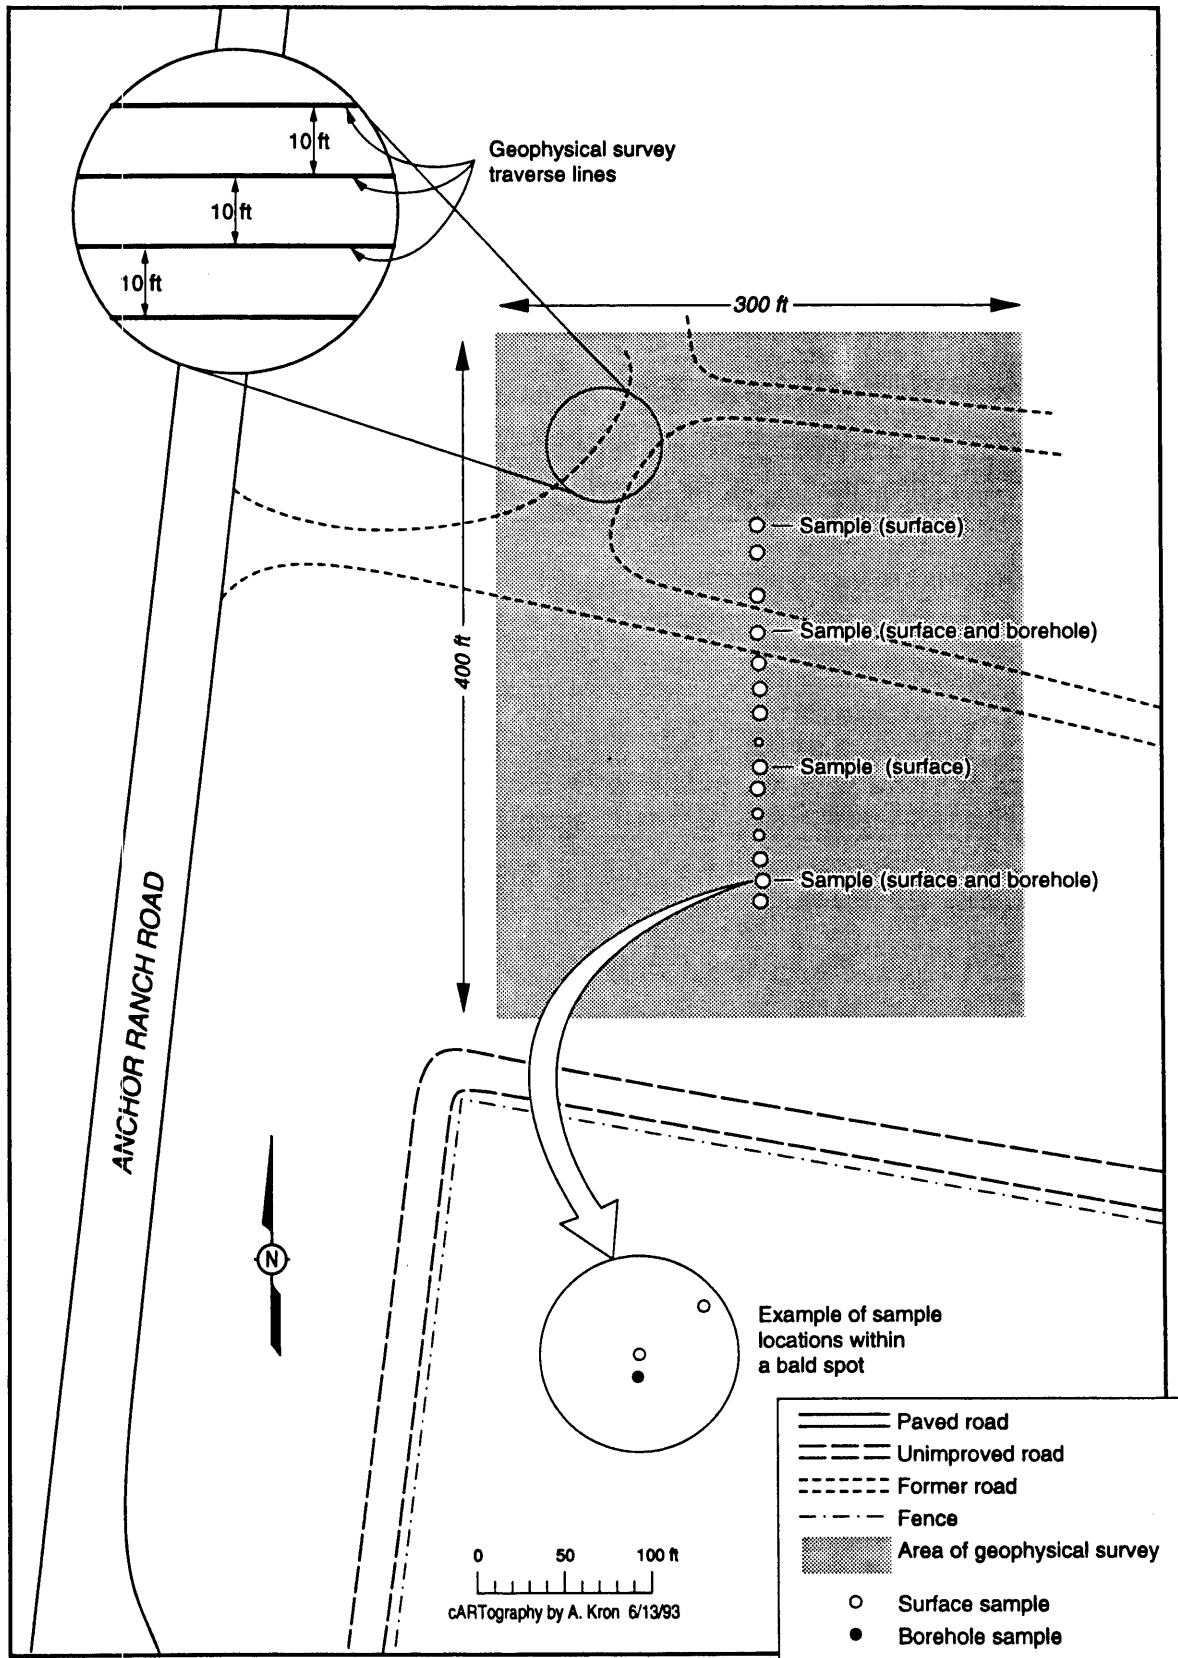 10 ft
10 ft
10 ft
Geophysical survey
traverse lines
300 ft
400 ft
Sample (surface)
Sample (surface and borehole)
Sample (surface)
Sample (surface and borehole)
ANCHOR RANCH ROAD
N
Example of sample
locations within
a bald spot
0 50 100 ft
cARTography by A. Kron 6/13/93
Paved road
Unimproved road
Former road
Fence
Area of geophysical survey
Surface sample
Borehole sample